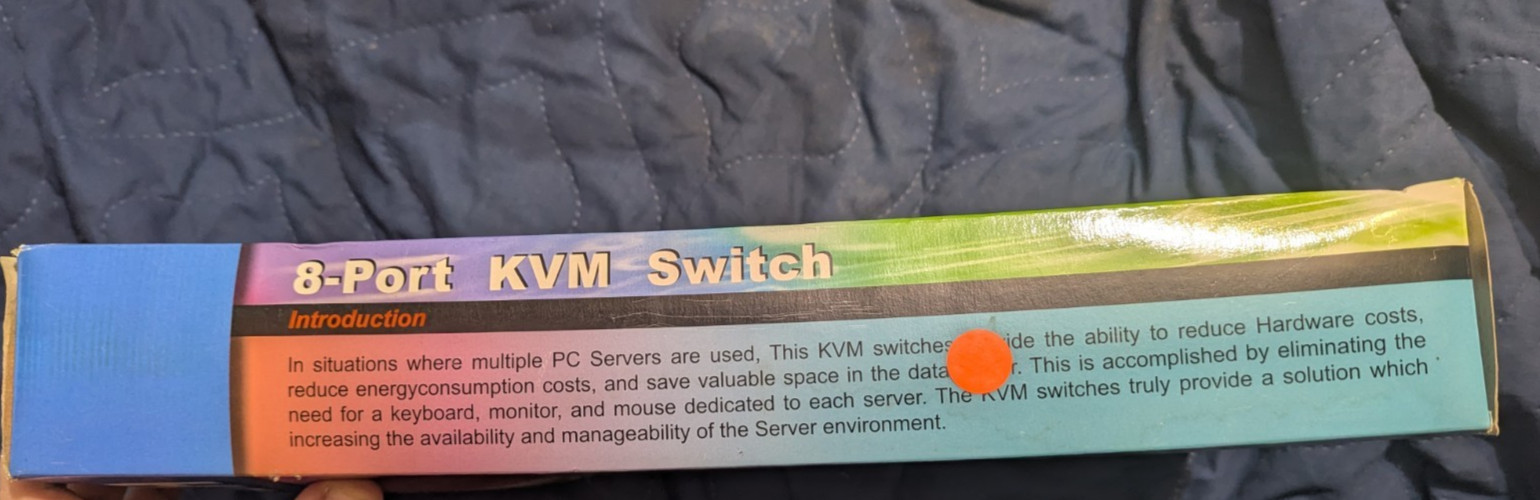 8-Port KVM Switch
Introduction
In situations where multiple PC Servers are used, This KVM switches the ability to reduce Hardware costs,
reduce energyconsumption costs, and save valuable space in the data This is accomplished by eliminating the
need for a keyboard, monitor, and mouse dedicated to each server. The KVM switches truly provide a solution which
increasing the availability and manageability of the Server environment.